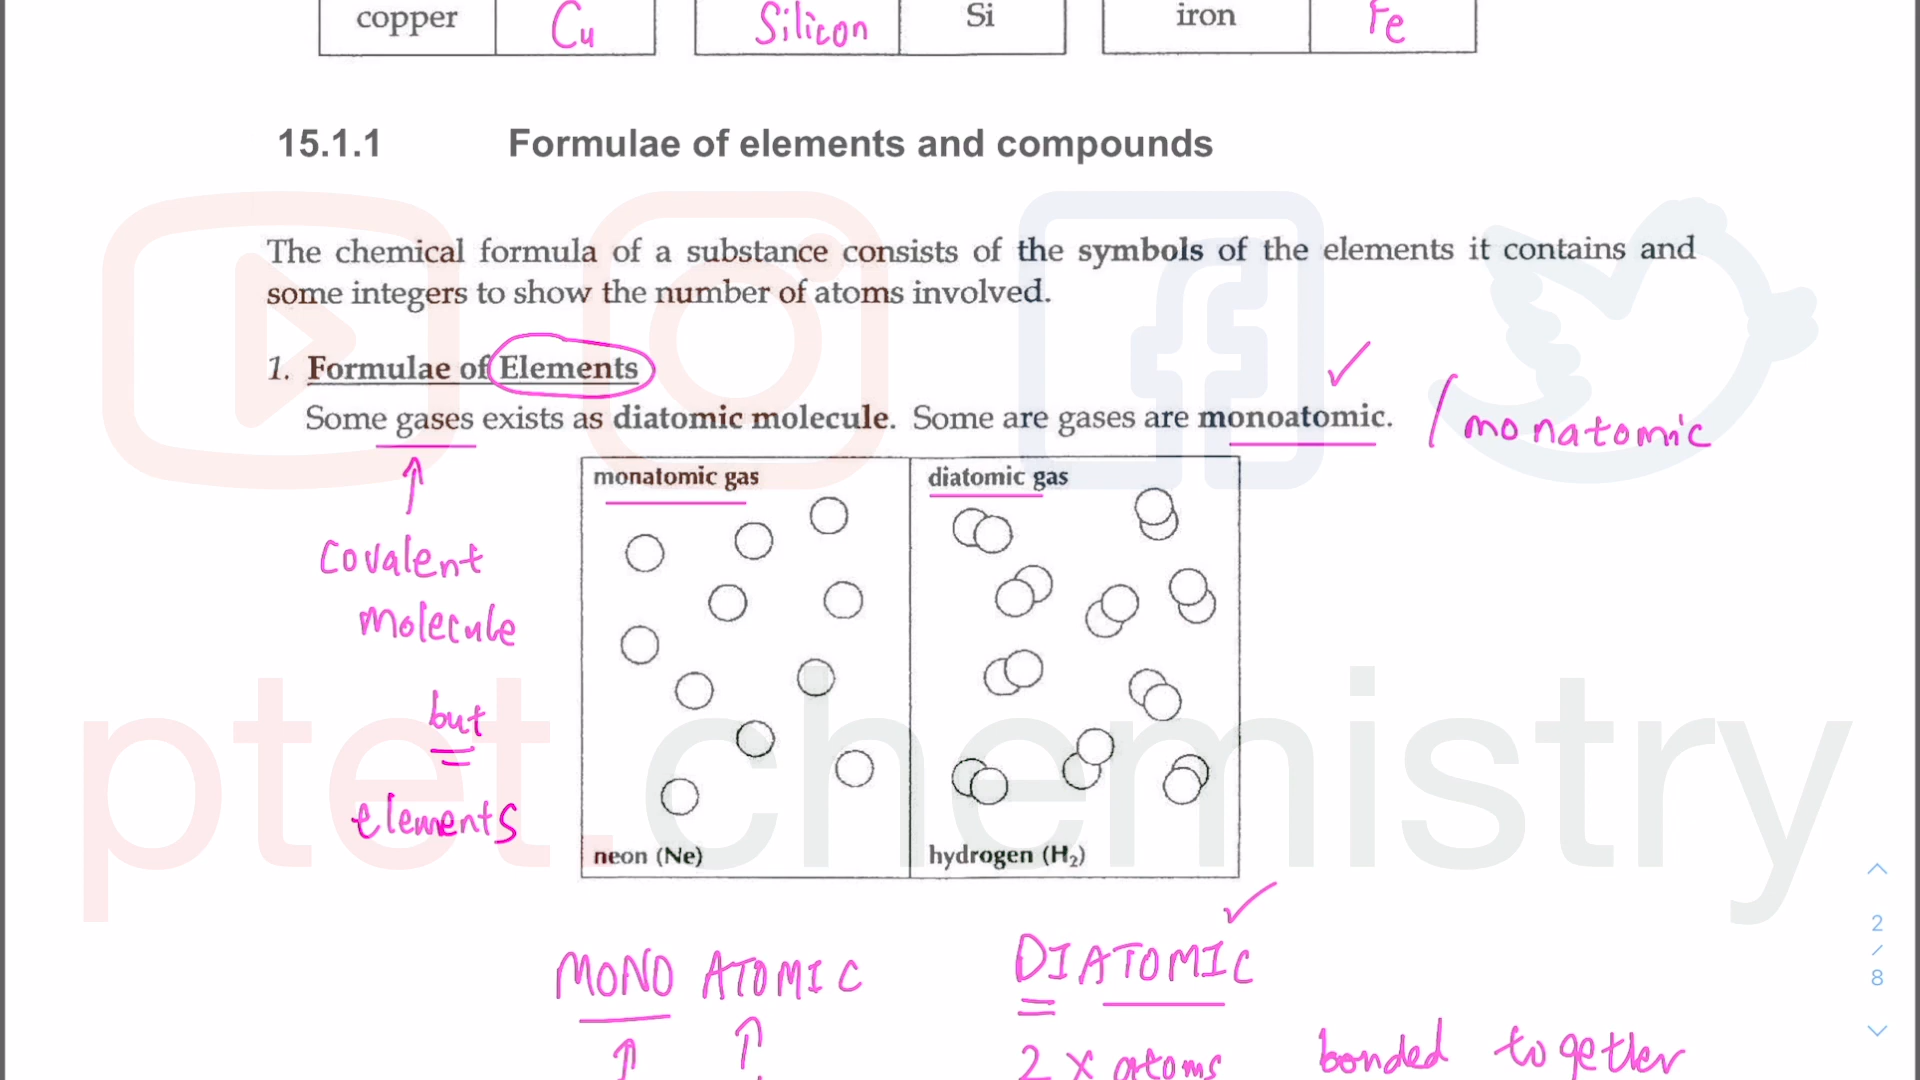 copper Cu Silicon Si iron Fe
15.1.1 Formulae of elements and compounds
The chemical formula of a substance consists of the symbols of the elements it contains and
some integers to show the number of atoms involved.
1. Formulae of Elements
Some gases exists as diatomic molecule. Some are gases are monoatomic. / monatomic
monatomic gas diatomic gas
covalent
molecule
but
elements
neon (Ne) hydrogen (H₂)
MONO ATOMIC DIATOMIC
2 x atoms bonded together
ptet.chemistry
2
/
8